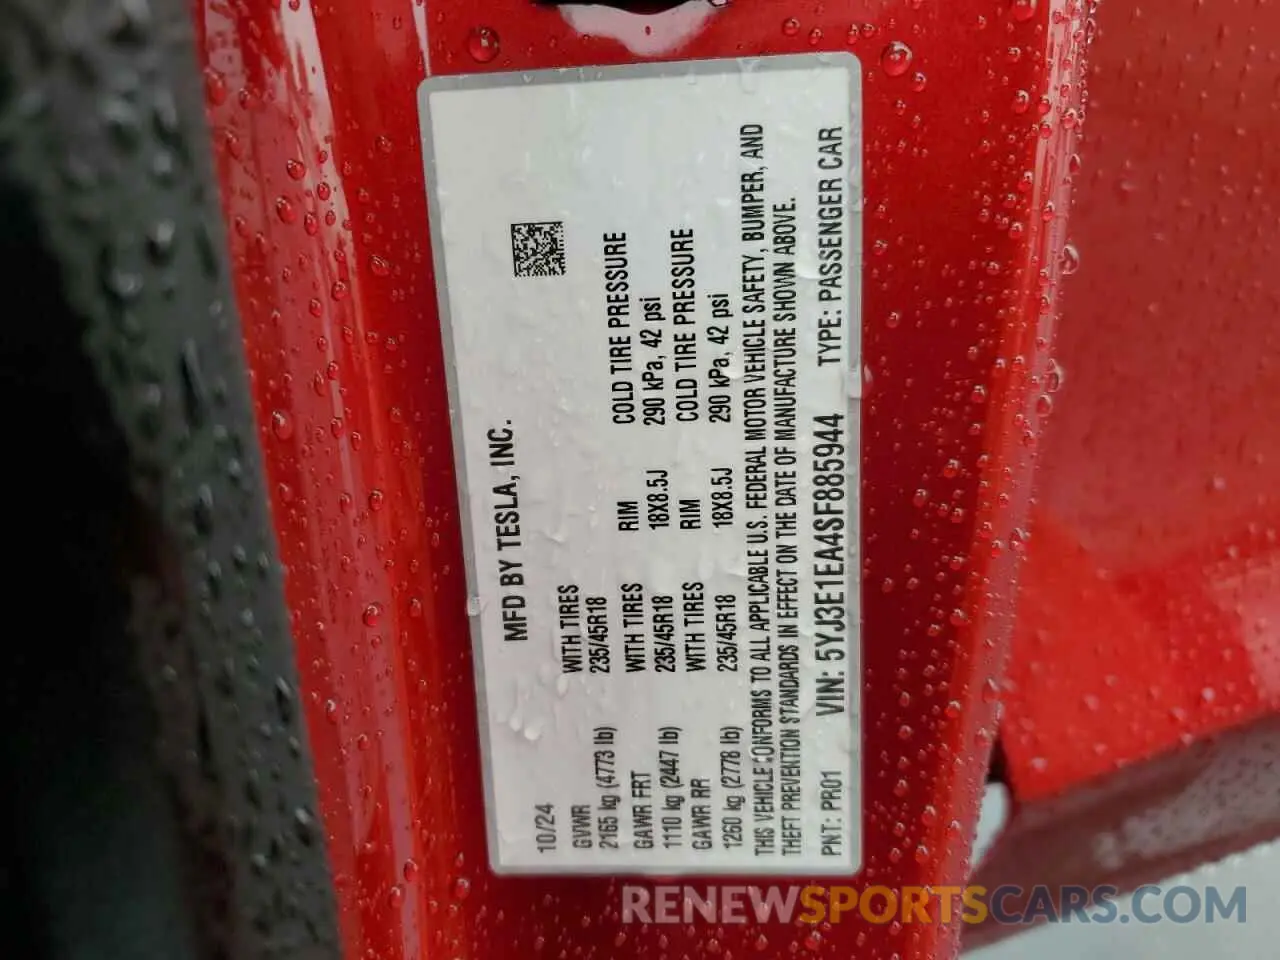 MFD BY TESLA, INC.
10/24
GVWR WITH TIRES
2165 kg (4773 lb) 235/45R18
GAWR FRT WITH TIRES RIM COLD TIRE PRESSURE
1110 kg (2447 lb) 235/45R18 18X8.5J 290 kPa, 42 psi
GAWR RR WITH TIRES RIM COLD TIRE PRESSURE
1260 kg (2778 lb) 235/45R18 18X8.5J 290 kPa, 42 psi
THIS VEHICLE CONFORMS TO ALL APPLICABLE U.S. FEDERAL MOTOR VEHICLE SAFETY, BUMPER, AND
THEFT PREVENTION STANDARDS IN EFFECT ON THE DATE OF MANUFACTURE SHOWN ABOVE.
PNT: PR01 VIN: 5YJ3E1EA4SF885944 TYPE: PASSENGER CAR
RENEWSPORTSCARS.COM